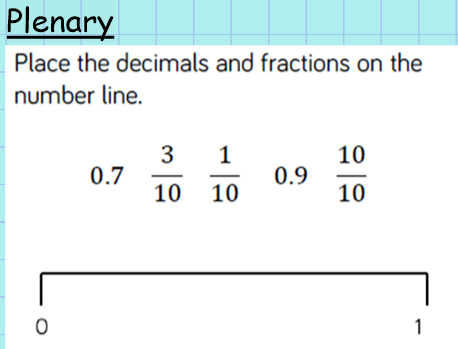 Plenary
Place the decimals and fractions on the
number line.
0.7 3/10 1/10 0.9 10/10
0 1